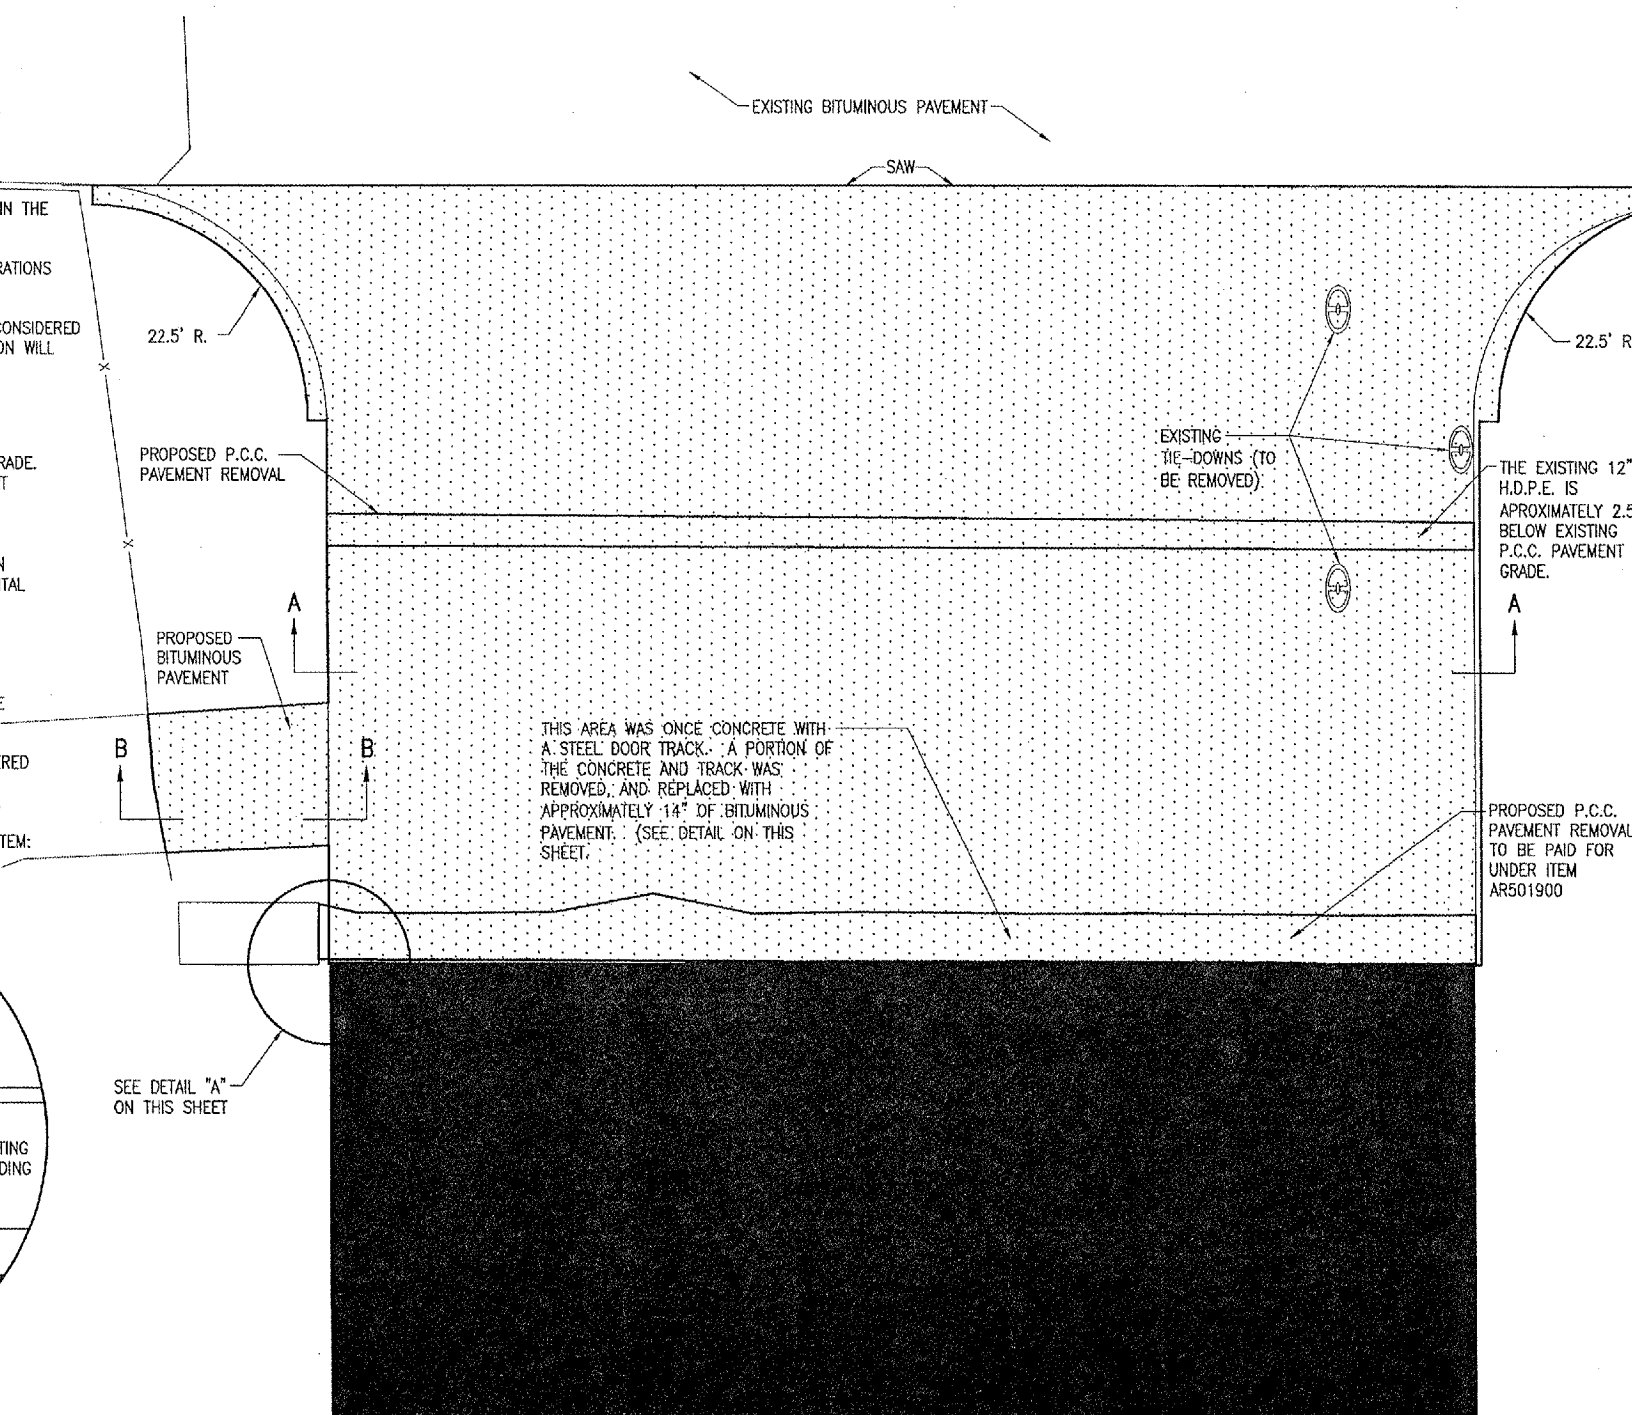 EXISTING BITUMINOUS PAVEMENT
SAW
IN THE
RATIONS
CONSIDERED
ON WILL
RADE.
T
N
ITAL
E
ERED
TEM:
TING
DING
22.5' R.
22.5' R
PROPOSED P.C.C.
PAVEMENT REMOVAL
EXISTING
TIE-DOWNS (TO
BE REMOVED)
THE EXISTING 12"
H.D.P.E. IS
APROXIMATELY 2.5
BELOW EXISTING
P.C.C. PAVEMENT
GRADE.
X
X
A
A
PROPOSED
BITUMINOUS
PAVEMENT
B
B
THIS AREA WAS ONCE CONCRETE WITH
A STEEL DOOR TRACK. A PORTION OF
THE CONCRETE AND TRACK WAS
REMOVED, AND REPLACED WITH
APPROXIMATELY 14" OF BITUMINOUS
PAVEMENT. (SEE DETAIL ON THIS
SHEET.
PROPOSED P.C.C.
PAVEMENT REMOVAL
TO BE PAID FOR
UNDER ITEM
AR501900
SEE DETAIL "A"
ON THIS SHEET